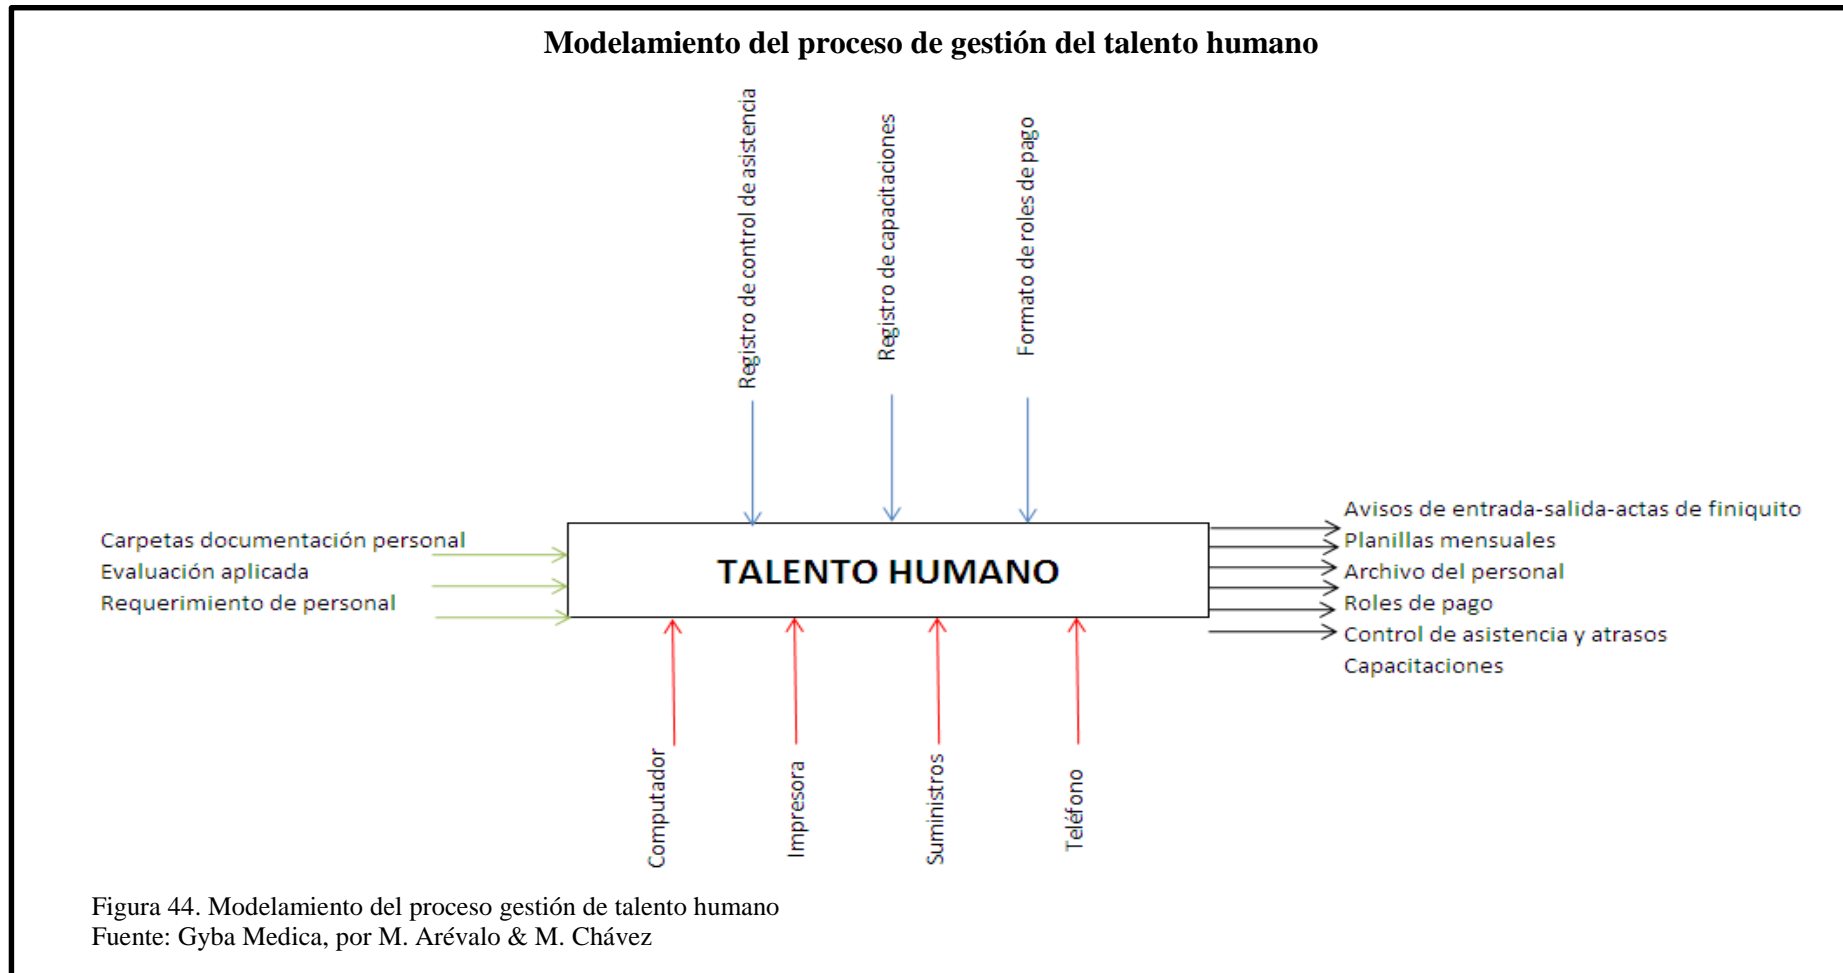 Modelamiento del proceso de gestión del talento humano
Registro de control de asistencia
Registro de capacitaciones
Formato de roles de pago
Carpetas documentación personal
Evaluación aplicada
Requerimiento de personal
TALENTO HUMANO
Avisos de entrada-salida-actas de finiquito
Planillas mensuales
Archivo del personal
Roles de pago
Control de asistencia y atrasos
Capacitaciones
Computador
Impresora
Suministros
Teléfono
Figura 44. Modelamiento del proceso gestión de talento humano
Fuente: Gyba Medica, por M. Arévalo & M. Chávez